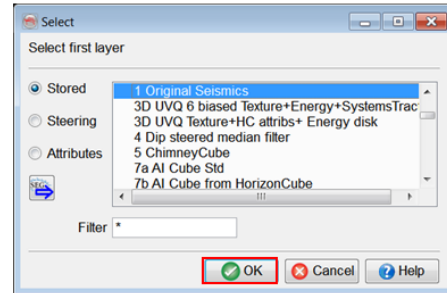 Select
Select first layer
Stored
Steering
Attributes
1 Original Seismics
3D UVQ 6 biased Texture+Energy+SystemsTrac
3D UVQ Texture+HC attribs+ Energy disk
4 Dip steered median filter
5 ChimneyCube
7a AI Cube Std
7b AI Cube from HorizonCube
SEG
Filter *
OK Cancel Help